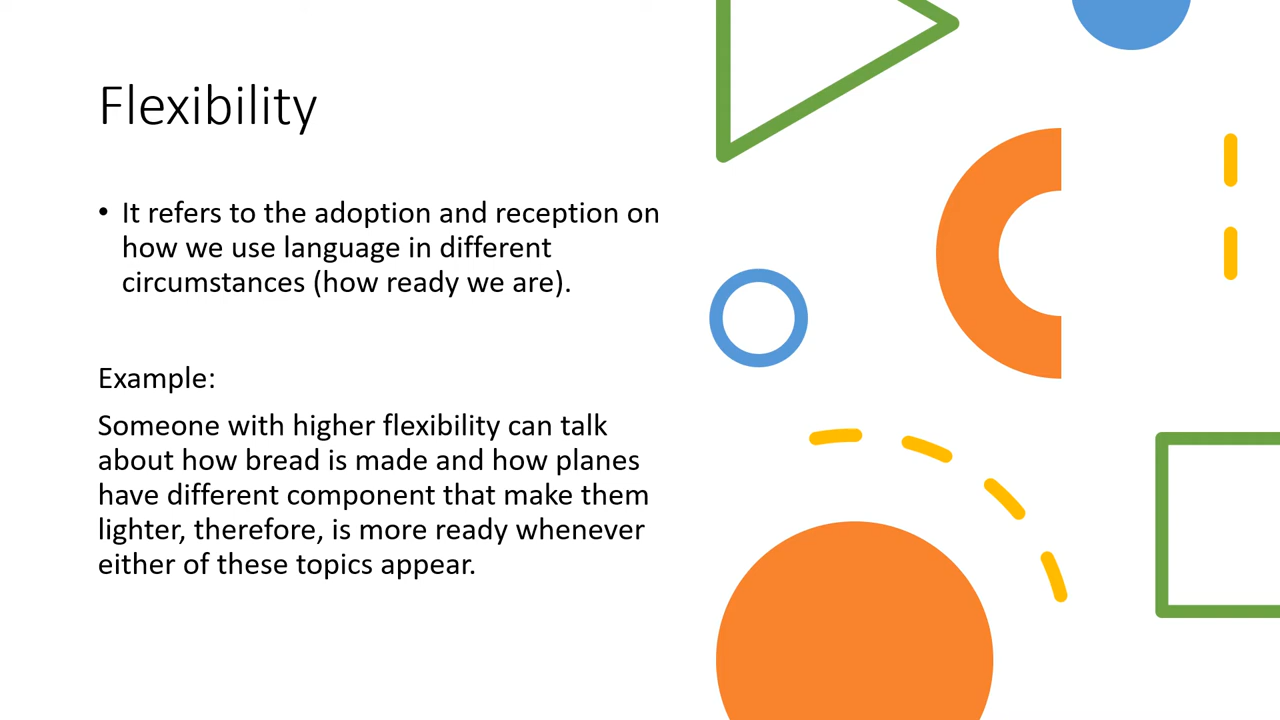 Flexibility
• It refers to the adoption and reception on
how we use language in different
circumstances (how ready we are).
Example:
Someone with higher flexibility can talk
about how bread is made and how planes
have different component that make them
lighter, therefore, is more ready whenever
either of these topics appear.